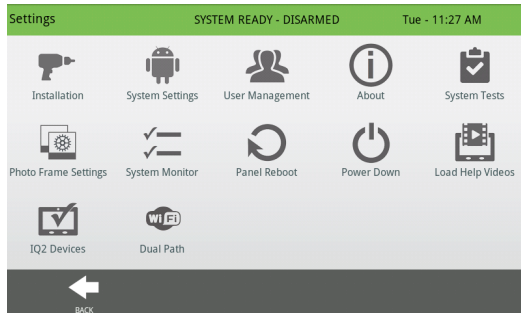 Settings SYSTEM READY - DISARMED Tue - 11:27 AM
Installation System Settings User Management About System Tests
Photo Frame Settings System Monitor Panel Reboot Power Down Load Help Videos
WiFi
IQ2 Devices Dual Path
BACK